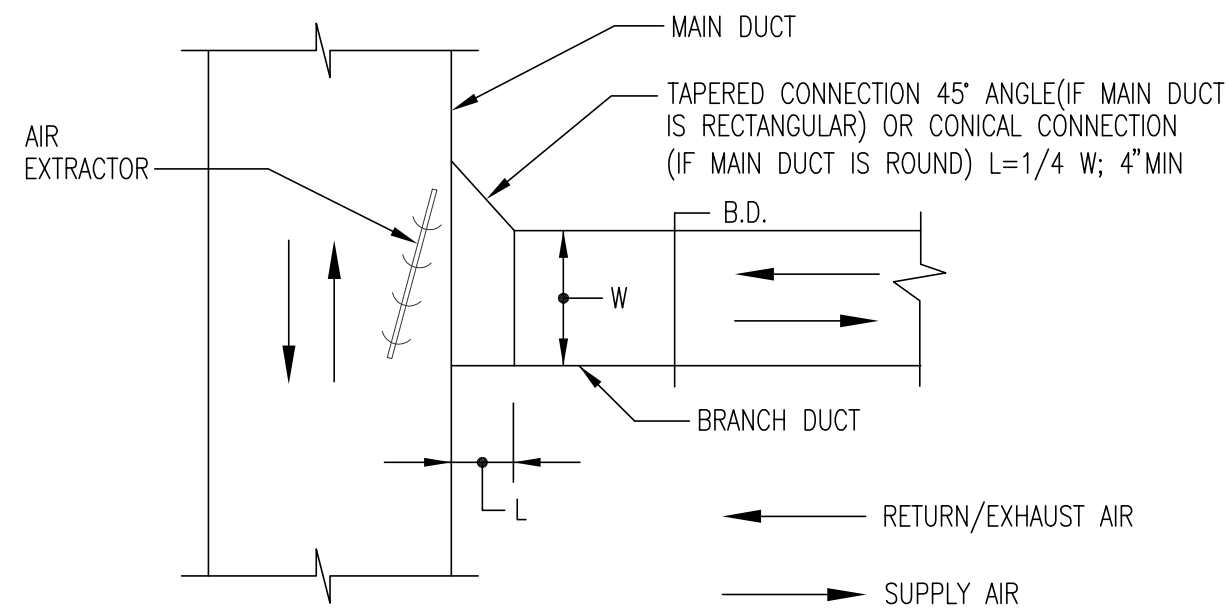 MAIN DUCT
TAPERED CONNECTION 45° ANGLE(IF MAIN DUCT
IS RECTANGULAR) OR CONICAL CONNECTION
(IF MAIN DUCT IS ROUND) L=1/4 W; 4"MIN
AIR
EXTRACTOR
B.D.
W
BRANCH DUCT
L
RETURN/EXHAUST AIR
SUPPLY AIR